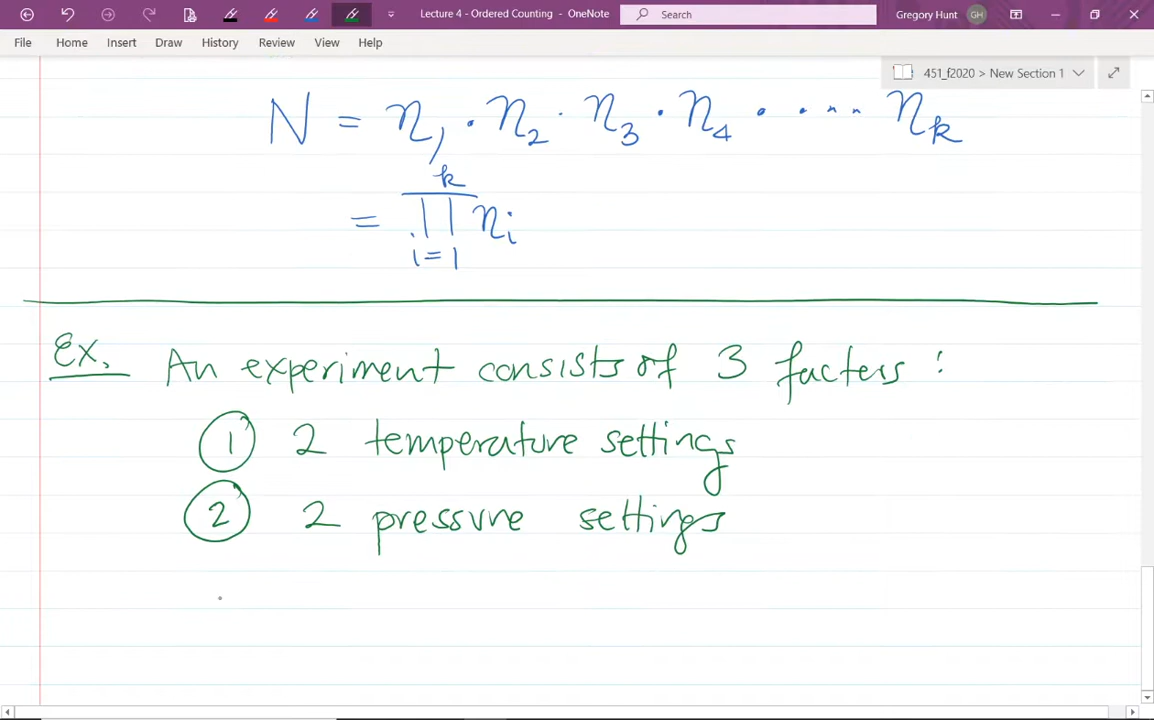 Lecture 4 - Ordered Counting - OneNote
Search
Gregory Hunt
GH
File Home Insert Draw History Review View Help
451_f2020 > New Section 1
N = n₁ · n₂ · n₃ · n₄ · ··· nₖ
= ∏ᵢ₌₁ᵏ nᵢ
Ex. An experiment consists of 3 factors :
① 2 temperature settings
② 2 pressure settings